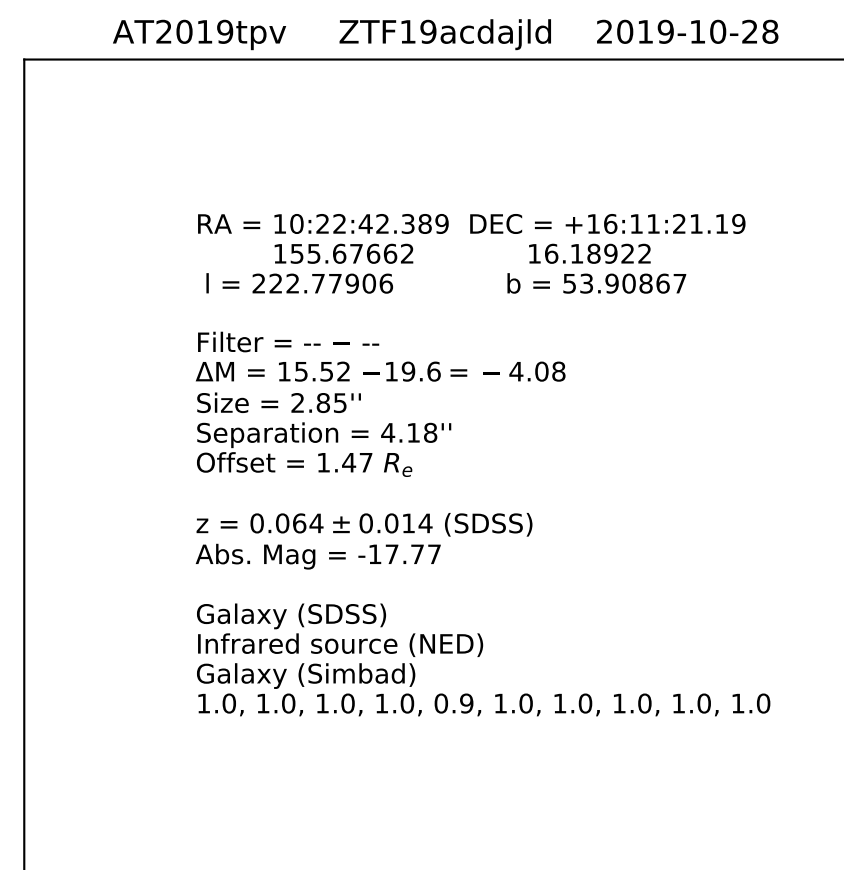 AT2019tpv ZTF19acdajld 2019-10-28
RA = 10:22:42.389 DEC = +16:11:21.19
155.67662 16.18922
l = 222.77906 b = 53.90867
Filter = -- − --
ΔM = 15.52 −19.6 = − 4.08
Size = 2.85''
Separation = 4.18''
Offset = 1.47 Rₑ
z = 0.064 ± 0.014 (SDSS)
Abs. Mag = -17.77
Galaxy (SDSS)
Infrared source (NED)
Galaxy (Simbad)
1.0, 1.0, 1.0, 1.0, 0.9, 1.0, 1.0, 1.0, 1.0, 1.0